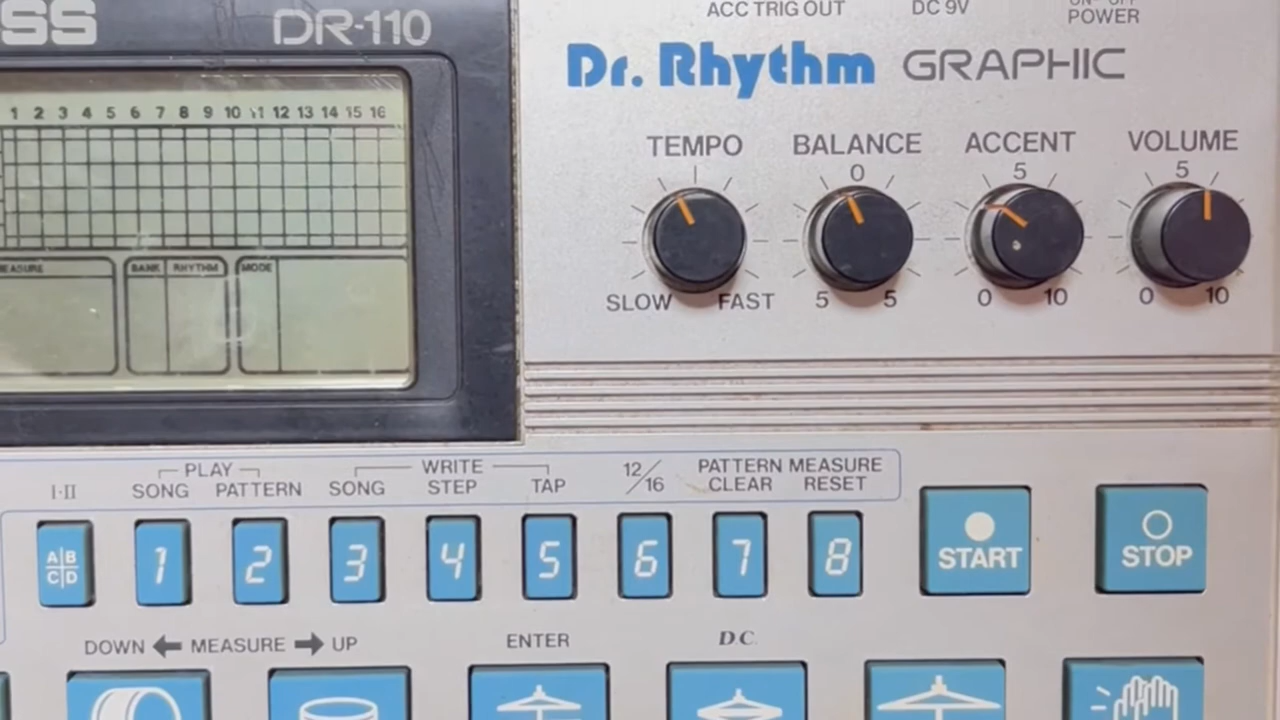 SS DR-110
ACC TRIG OUT DC 9V ON OFF
POWER
Dr. Rhythm GRAPHIC
1 2 3 4 5 6 7 8 9 10 11 12 13 14 15 16
TEMPO BALANCE ACCENT VOLUME
0 5 5
SLOW FAST 5 5 0 10 0 10
EASURE BANK RHYTHM MODE
PLAY WRITE
I·II SONG PATTERN SONG STEP TAP 12/16 PATTERN CLEAR MEASURE RESET
A B C D 1 2 3 4 5 6 7 8 START STOP
DOWN MEASURE UP ENTER D.C.